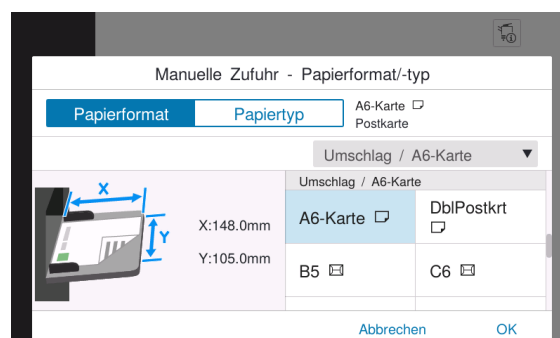 Manuelle Zufuhr - Papierformat/-typ
Papierformat
Papiertyp
A6-Karte
Postkarte
Umschlag / A6-Karte
Umschlag / A6-Karte
X
Y
X:148.0mm
Y:105.0mm
A6-Karte
DblPostkrt
B5
C6
Abbrechen
OK